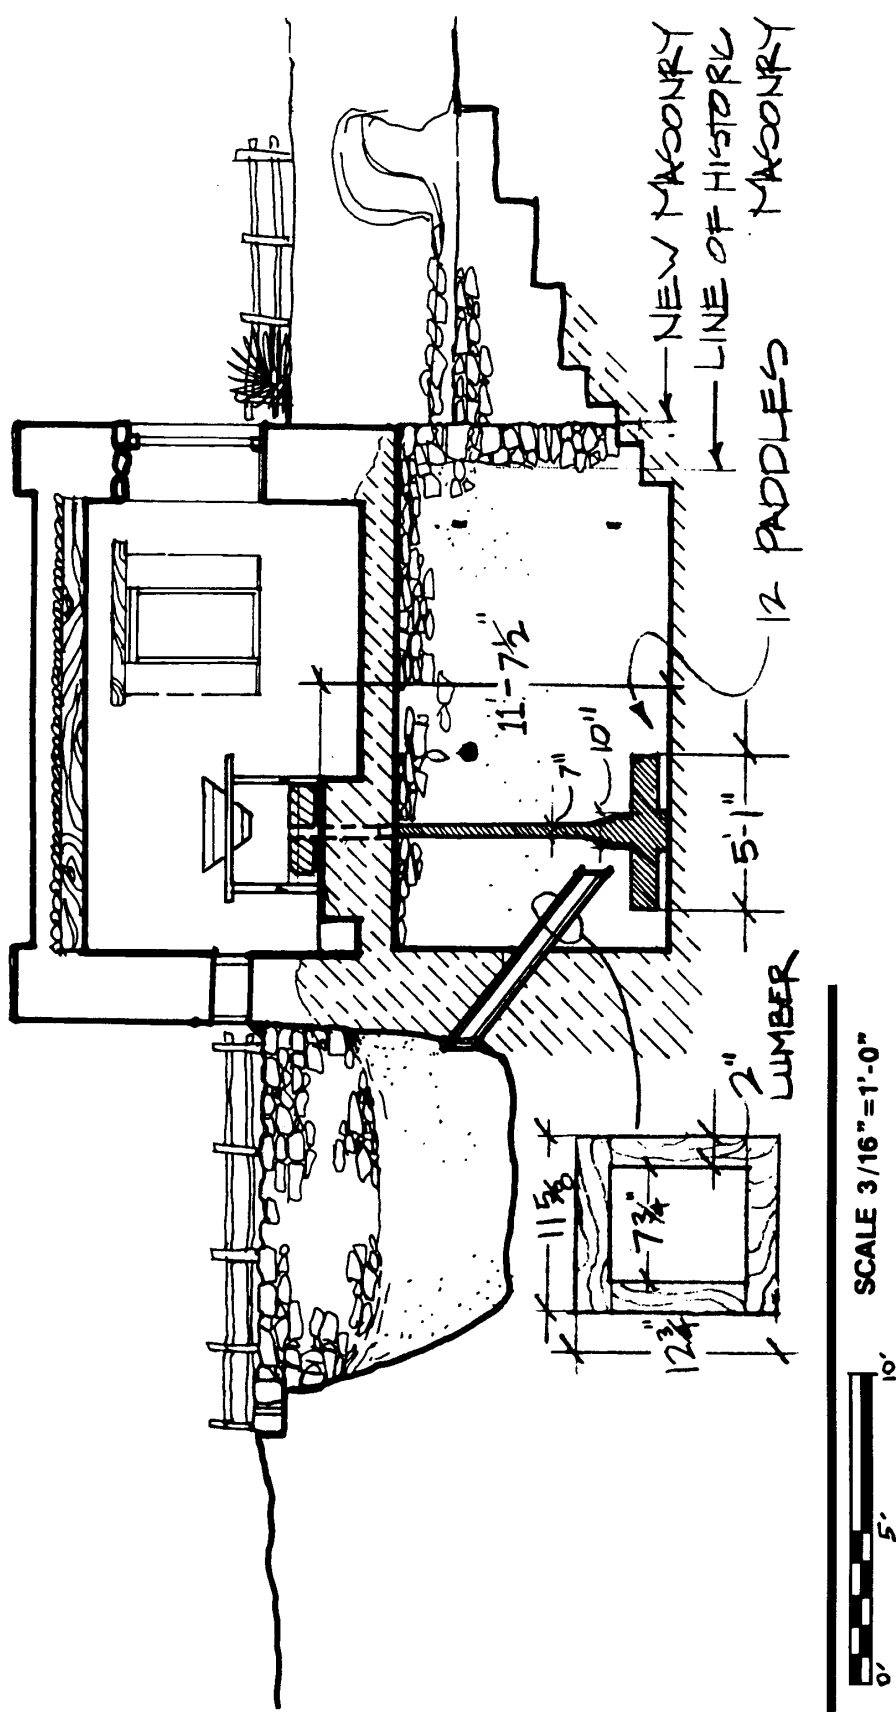 NEW MASONRY
LINE OF HISTORIC
MASONRY
12 PADDLES
11'-7½"
7"
10"
5'-1"
2"
LUMBER
11⅝
7¾"
12¾"
SCALE 3/16"=1'-0"
0' 5' 10'